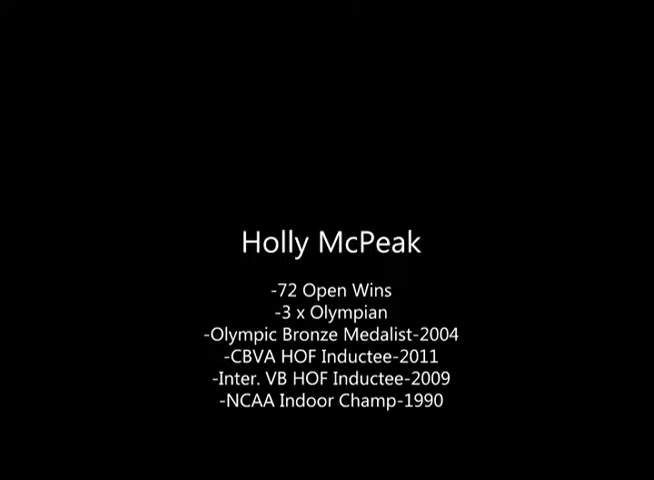 Holly McPeak
-72 Open Wins
-3 x Olympian
-Olympic Bronze Medalist-2004
-CBVA HOF Inductee-2011
-Inter. VB HOF Inductee-2009
-NCAA Indoor Champ-1990